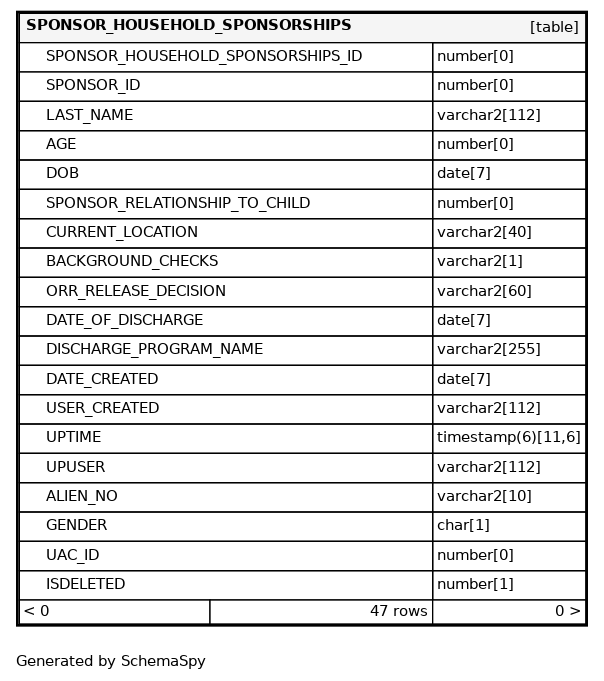 SPONSOR_HOUSEHOLD_SPONSORSHIPS [table]
SPONSOR_HOUSEHOLD_SPONSORSHIPS_ID number[0]
SPONSOR_ID number[0]
LAST_NAME varchar2[112]
AGE number[0]
DOB date[7]
SPONSOR_RELATIONSHIP_TO_CHILD number[0]
CURRENT_LOCATION varchar2[40]
BACKGROUND_CHECKS varchar2[1]
ORR_RELEASE_DECISION varchar2[60]
DATE_OF_DISCHARGE date[7]
DISCHARGE_PROGRAM_NAME varchar2[255]
DATE_CREATED date[7]
USER_CREATED varchar2[112]
UPTIME timestamp(6)[11,6]
UPUSER varchar2[112]
ALIEN_NO varchar2[10]
GENDER char[1]
UAC_ID number[0]
ISDELETED number[1]
< 0 47 rows 0 >
Generated by SchemaSpy